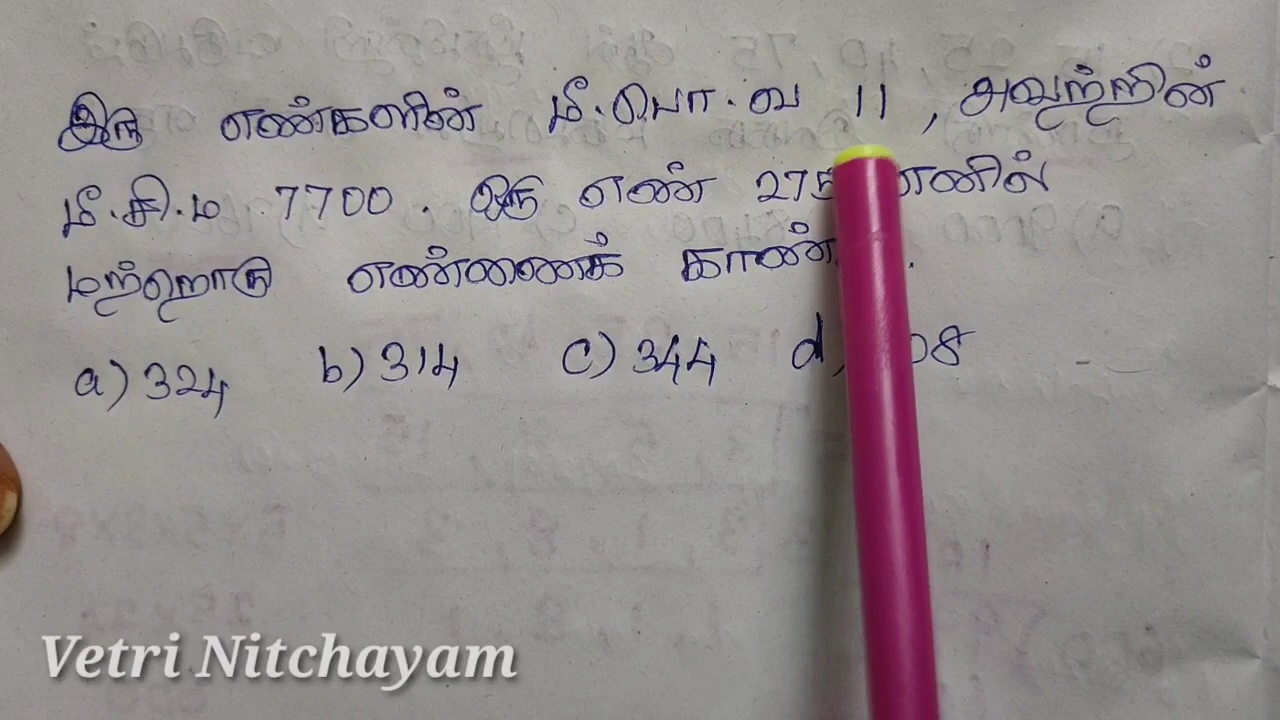 இரு எண்களின் மீ.பொ.வ 11, அவற்றின்
மீ.சி.ம 7700. ஒரு எண் 275 எனில்
மற்றொரு எண்ணைக் காண்
a) 324 b) 314 c) 344 d)
Vetri Nitchayam